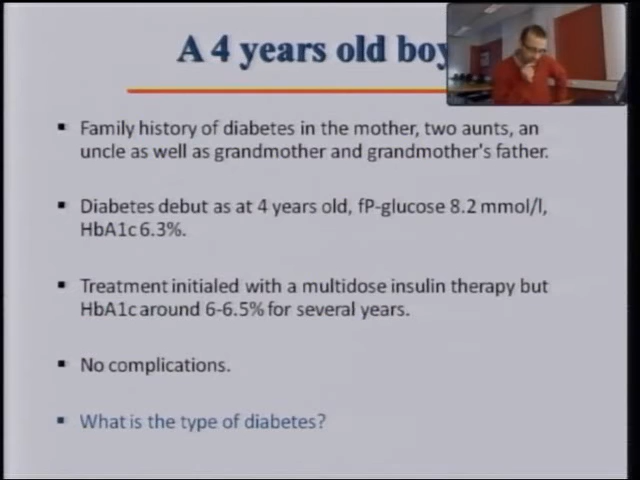 A 4 years old boy
Family history of diabetes in the mother, two aunts, an
uncle as well as grandmother and grandmother's father.
Diabetes debut as at 4 years old, fP-glucose 8.2 mmol/l,
HbA1c 6.3%.
Treatment initialed with a multidose insulin therapy but
HbA1c around 6-6.5% for several years.
No complications.
What is the type of diabetes?